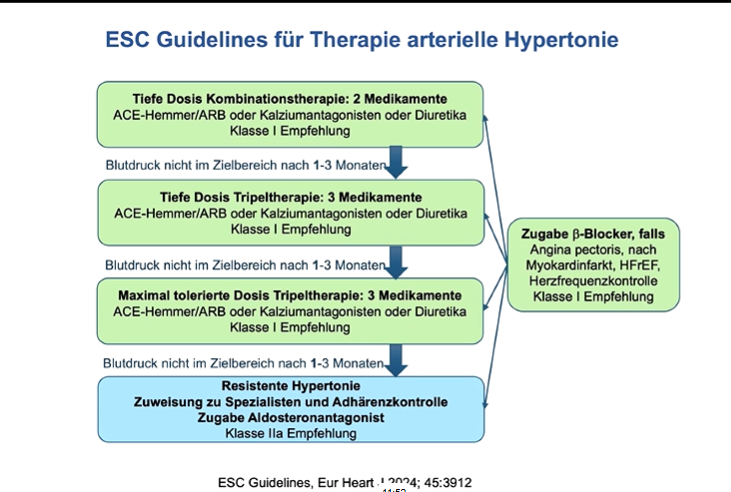 ESC Guidelines für Therapie arterielle Hypertonie
Tiefe Dosis Kombinationstherapie: 2 Medikamente
ACE-Hemmer/ARB oder Kalziumantagonisten oder Diuretika
Klasse I Empfehlung
Blutdruck nicht im Zielbereich nach 1-3 Monaten
Tiefe Dosis Tripeltherapie: 3 Medikamente
ACE-Hemmer/ARB oder Kalziumantagonisten oder Diuretika
Klasse I Empfehlung
Blutdruck nicht im Zielbereich nach 1-3 Monaten
Maximal tolerierte Dosis Tripeltherapie: 3 Medikamente
ACE-Hemmer/ARB oder Kalziumantagonisten oder Diuretika
Klasse I Empfehlung
Blutdruck nicht im Zielbereich nach 1-3 Monaten
Resistente Hypertonie
Zuweisung zu Spezialisten und Adhärenzkontrolle
Zugabe Aldosteronantagonist
Klasse IIa Empfehlung
Zugabe β-Blocker, falls
Angina pectoris, nach
Myokardinfarkt, HFrEF,
Herzfrequenzkontrolle
Klasse I Empfehlung
ESC Guidelines, Eur Heart J 2024; 45:3912